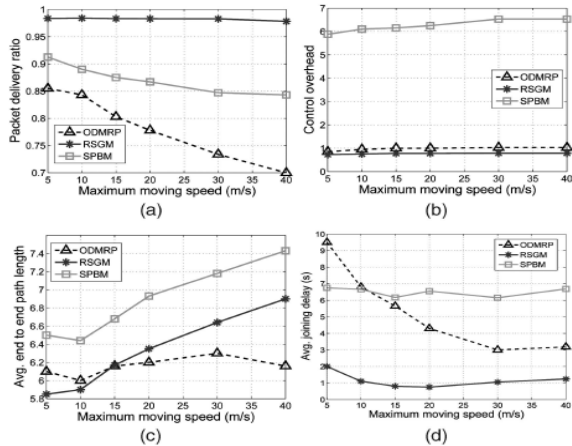 Packet delivery ratio
1
0.95
0.9
0.85
0.8
0.75
0.7
ODMRP
RSGM
SPBM
5 10 15 20 30 40
Maximum moving speed (m/s)
(a)
Control overhead
7
6
5
4
3
2
1
0
ODMRP
RSGM
SPBM
5 10 15 20 30 40
Maximum moving speed (m/s)
(b)
Avg. end to end path length
7.4
7.2
7
6.8
6.6
6.4
6.2
6
5.8
ODMRP
RSGM
SPBM
5 10 15 20 30 40
Maximum moving speed (m/s)
(c)
Avg. joining delay (s)
10
9
8
7
6
5
4
3
2
1
0
ODMRP
RSGM
SPBM
5 10 15 20 30 40
Maximum moving speed (m/s)
(d)